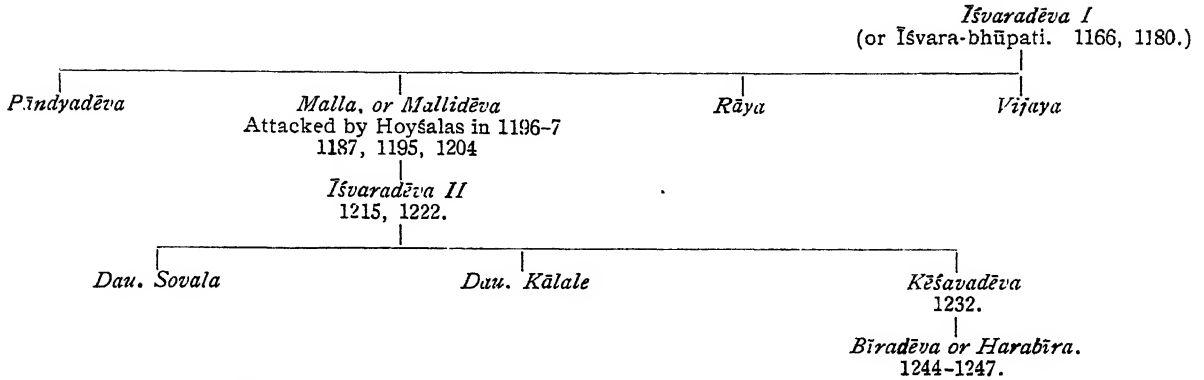 Īśvaradēva I
(or Īśvara-bhūpati. 1166, 1180.)
Pāndyadēva Malla, or Mallidēva Rāya Vijaya
Attacked by Hoyśalas in 1196-7
1187, 1195, 1204
Īśvaradēva II
1215, 1222.
Dau. Sovala Dau. Kālale Kēśavadēva
1232.
Bīradēva or Harabīra.
1244-1247.